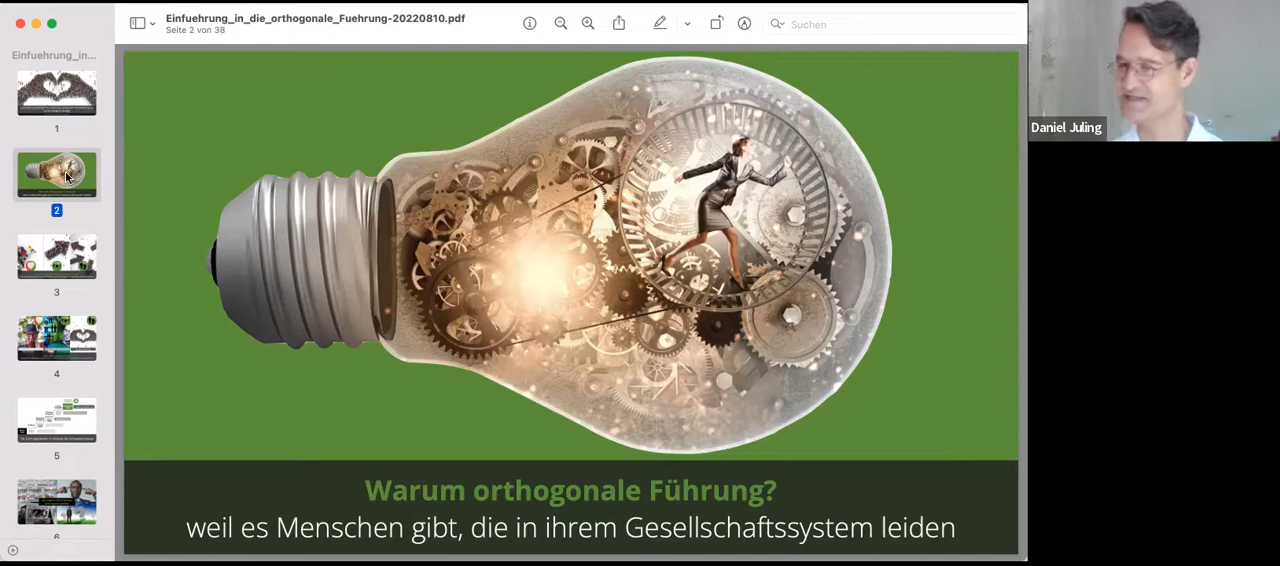 Einfuehrung_in_die_orthogonale_Fuehrung-20220810.pdf
Seite 2 von 38
Suchen
Einfuehrung_in...
1
2
3
4
5
6
Daniel Juling
Warum orthogonale Führung?
weil es Menschen gibt, die in ihrem Gesellschaftssystem leiden